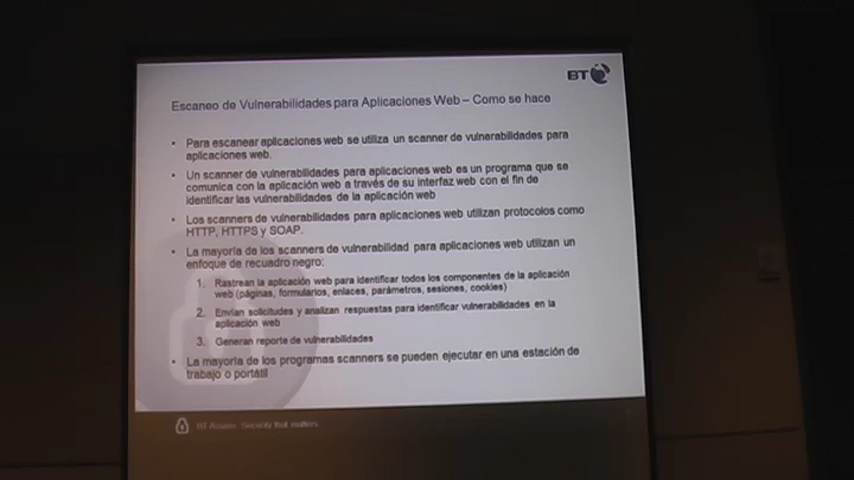 BT
Escaneo de Vulnerabilidades para Aplicaciones Web – Como se hace
• Para escanear aplicaciones web se utiliza un scanner de vulnerabilidades para
aplicaciones web.
• Un scanner de vulnerabilidades para aplicaciones web es un programa que se
comunica con la aplicación web a través de su interfaz web con el fin de
identificar las vulnerabilidades de la aplicación web
• Los scanners de vulnerabilidades para aplicaciones web utilizan protocolos como
HTTP, HTTPS y SOAP.
• La mayoría de los scanners de vulnerabilidad para aplicaciones web utilizan un
enfoque de recuadro negro:
1. Rastrean la aplicación web para identificar todos los componentes de la aplicación
web (páginas, formularios, enlaces, parámetros, sesiones, cookies)
2. Envían solicitudes y analizan respuestas para identificar vulnerabilidades en la
aplicación web
3. Generan reporte de vulnerabilidades
• La mayoría de los programas scanners se pueden ejecutar en una estación de
trabajo o portátil
BT Assure. Security that matters